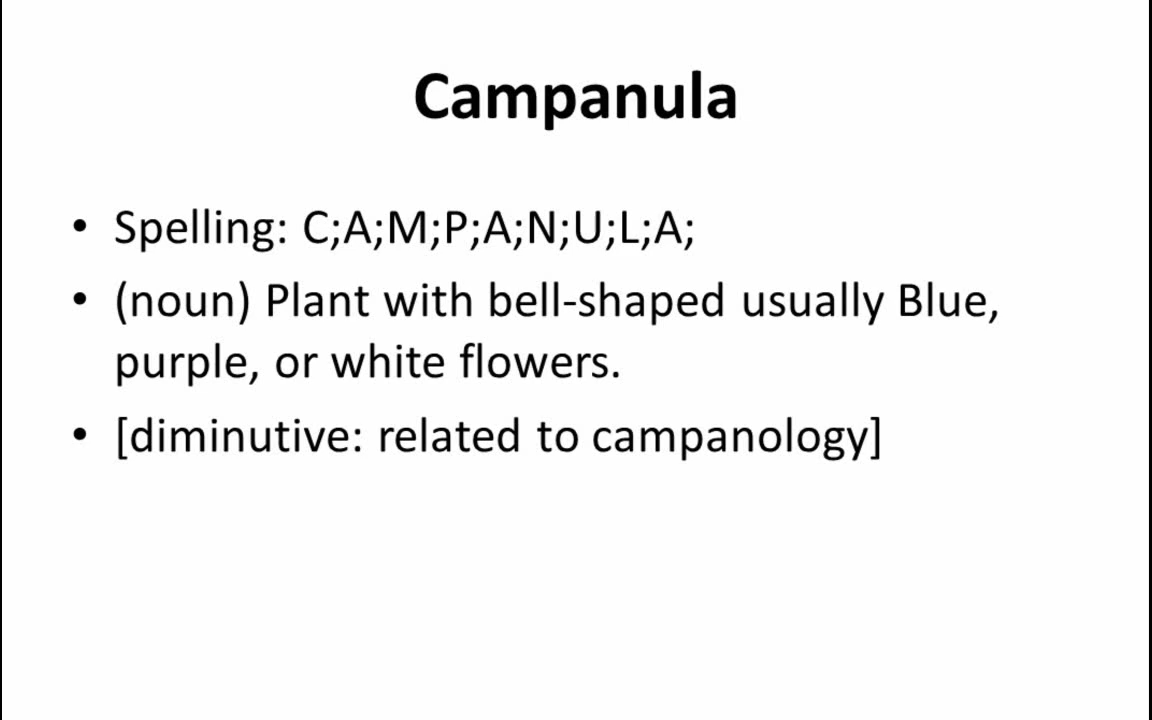 Campanula
• Spelling: C;A;M;P;A;N;U;L;A;
• (noun) Plant with bell-shaped usually Blue,
purple, or white flowers.
• [diminutive: related to campanology]